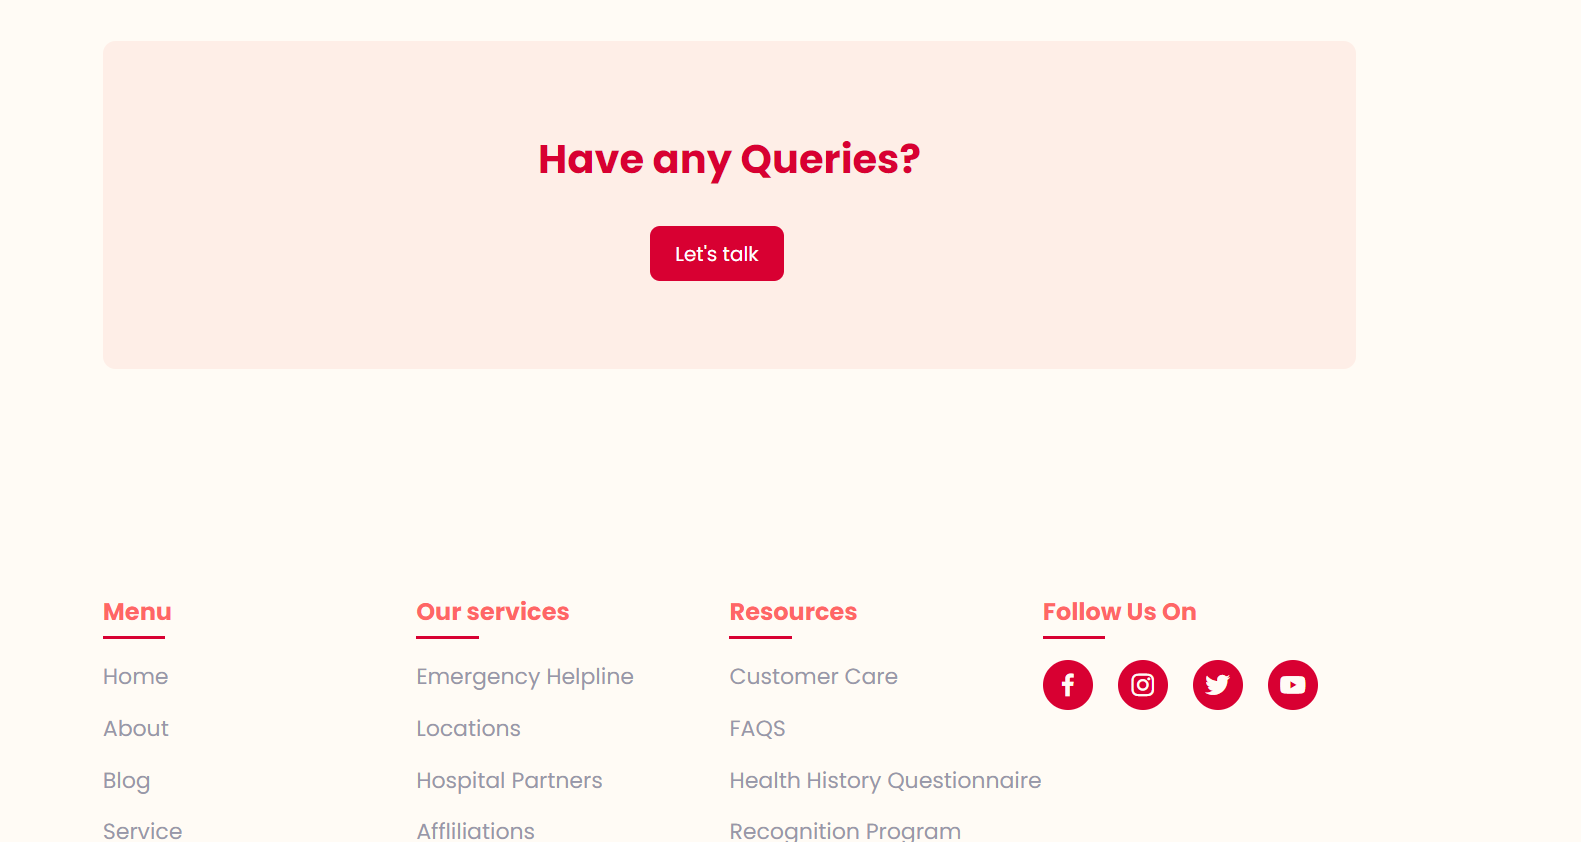 Have any Queries?
Let's talk
Menu
Home
About
Blog
Service
Our services
Emergency Helpline
Locations
Hospital Partners
Affliliations
Resources
Customer Care
FAQS
Health History Questionnaire
Recognition Program
Follow Us On